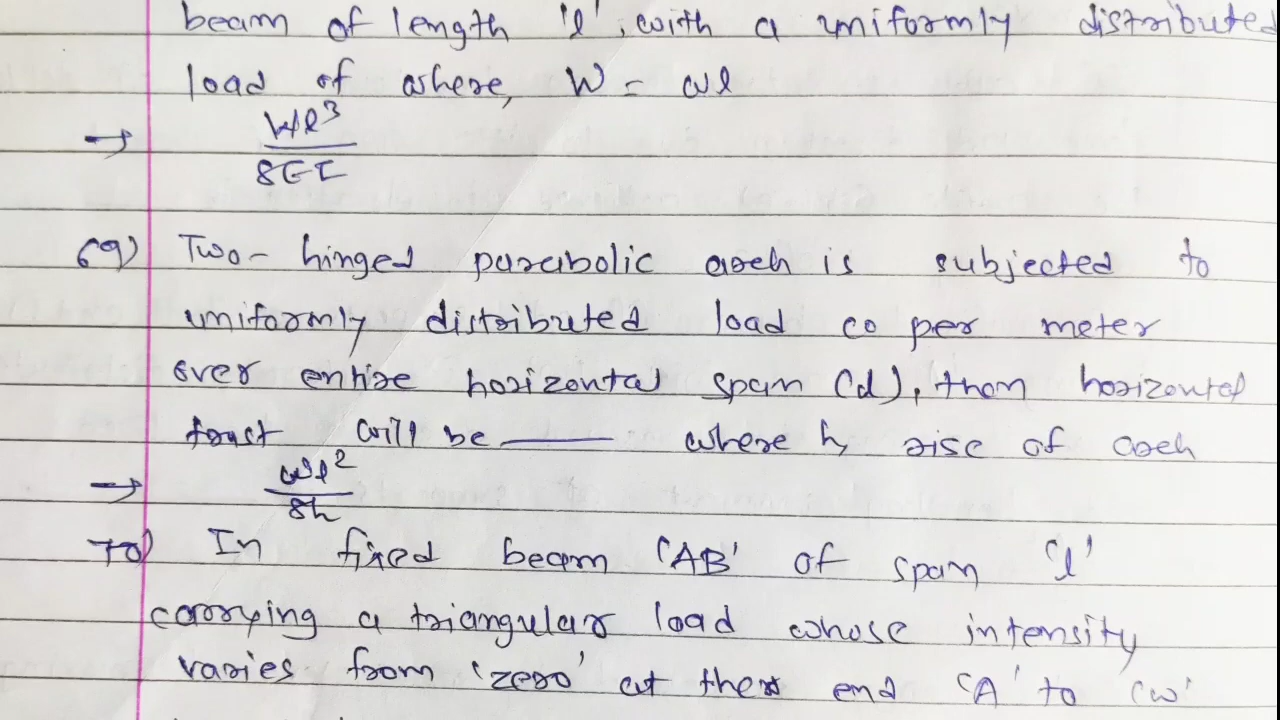 beam of length 'l', with a uniformly distributed
load of where, W = wl
→ Wl³/8EI
69) Two-hinged parabolic arch is subjected to
uniformly distributed load w per meter
over entire horizontal span (d), then horizontal
trust will be ——— where h, rise of arch
→ wl²/8h
70) In fixed beam 'AB' of span 'l'
carrying a triangular load whose intensity
varies from 'zero' at the end 'A' to 'w'